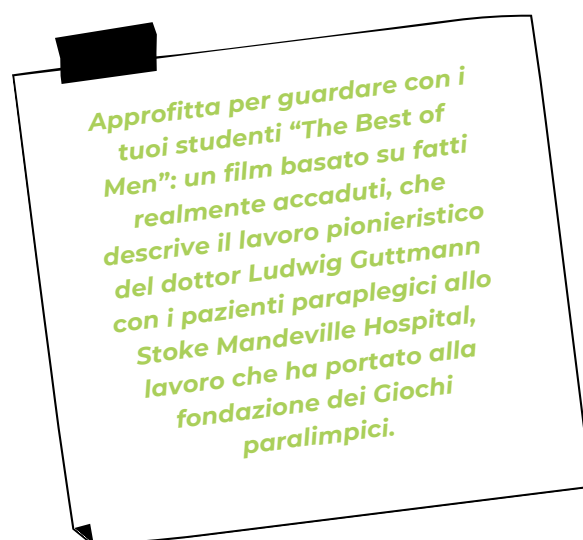 Approfitta per guardare con i
tuoi studenti “The Best of
Men”: un film basato su fatti
realmente accaduti, che
descrive il lavoro pionieristico
del dottor Ludwig Guttmann
con i pazienti paraplegici allo
Stoke Mandeville Hospital,
lavoro che ha portato alla
fondazione dei Giochi
paralimpici.